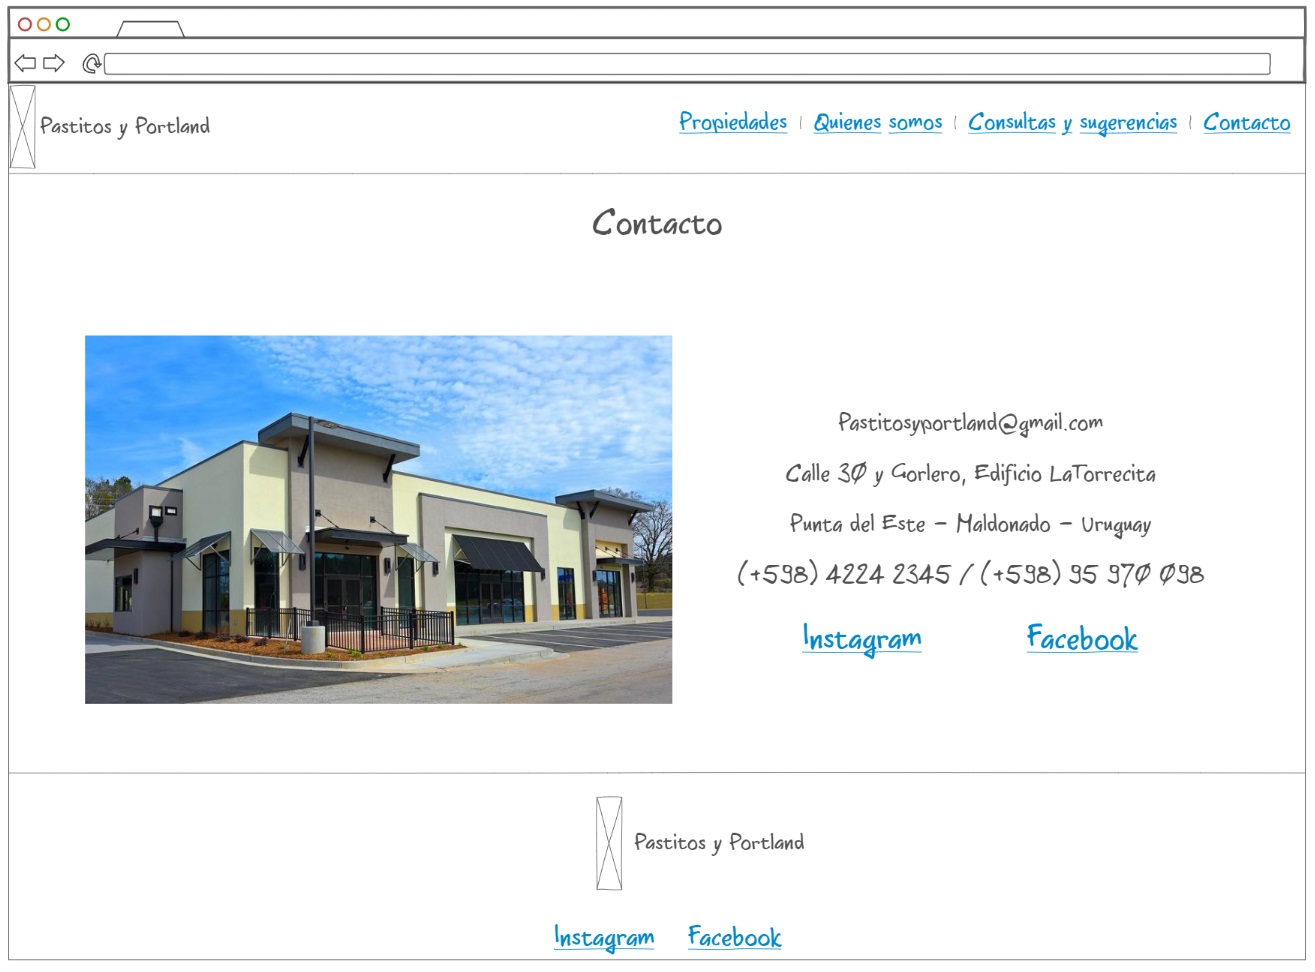 Pastitos y Portland
Propiedades | Quienes somos | Consultas y sugerencias | Contacto
Contacto
Pastitosyportland@gmail.com
Calle 30 y Gorlero, Edificio LaTorrecita
Punta del Este - Maldonado - Uruguay
(+598) 4224 2345 / (+598) 95 970 098
Instagram Facebook
Pastitos y Portland
Instagram Facebook